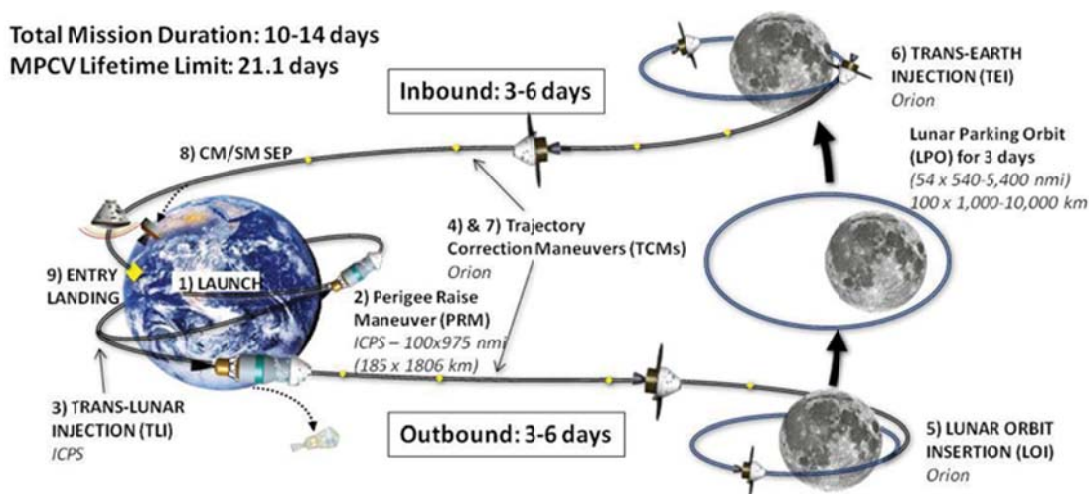 Total Mission Duration: 10-14 days
MPCV Lifetime Limit: 21.1 days
Inbound: 3-6 days
6) TRANS-EARTH
INJECTION (TEI)
Orion
Lunar Parking Orbit
(LPO) for 3 days
(54 x 540-5,400 nmi)
100 x 1,000-10,000 km
8) CM/SM SEP
4) & 7) Trajectory
Correction Maneuvers (TCMs)
Orion
9) ENTRY
LANDING
1) LAUNCH
2) Perigee Raise
Maneuver (PRM)
ICPS – 100x975 nmi
(185 x 1806 km)
3) TRANS-LUNAR
INJECTION (TLI)
ICPS
Outbound: 3-6 days
5) LUNAR ORBIT
INSERTION (LOI)
Orion